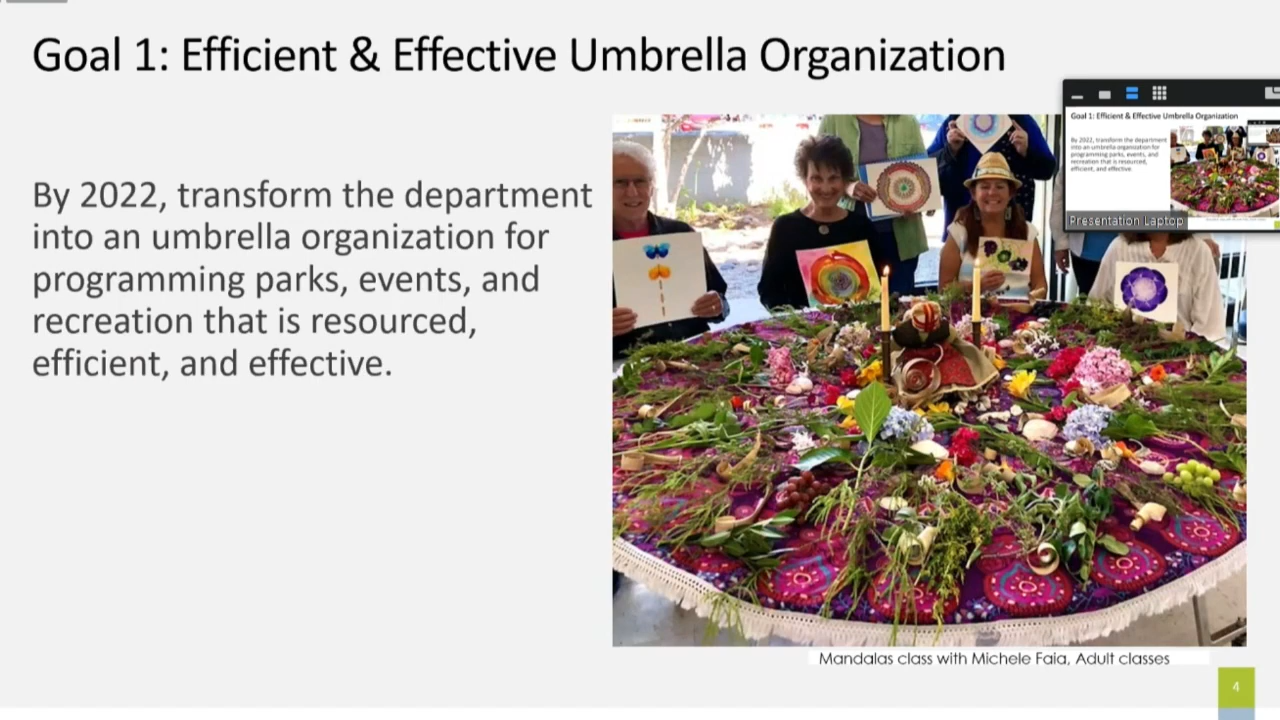 Goal 1: Efficient & Effective Umbrella Organization
By 2022, transform the department
into an umbrella organization for
programming parks, events, and
recreation that is resourced,
efficient, and effective.
Goal 1: Efficient & Effective Umbrella Organization
By 2022, transform the department
into an umbrella organization for
programming parks, events, and
recreation that is resourced,
efficient, and effective.
Presentation Laptop
Mandalas class with Michele Faia, Adult classes
4